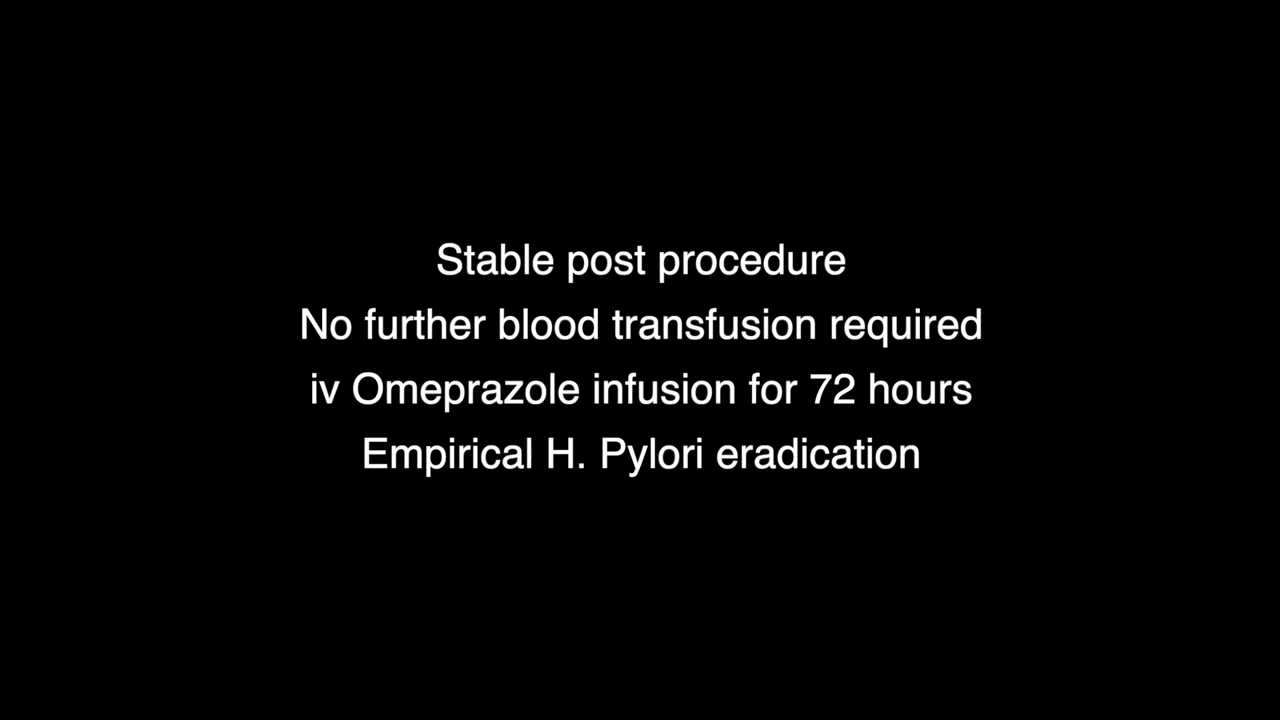 Stable post procedure
No further blood transfusion required
iv Omeprazole infusion for 72 hours
Empirical H. Pylori eradication